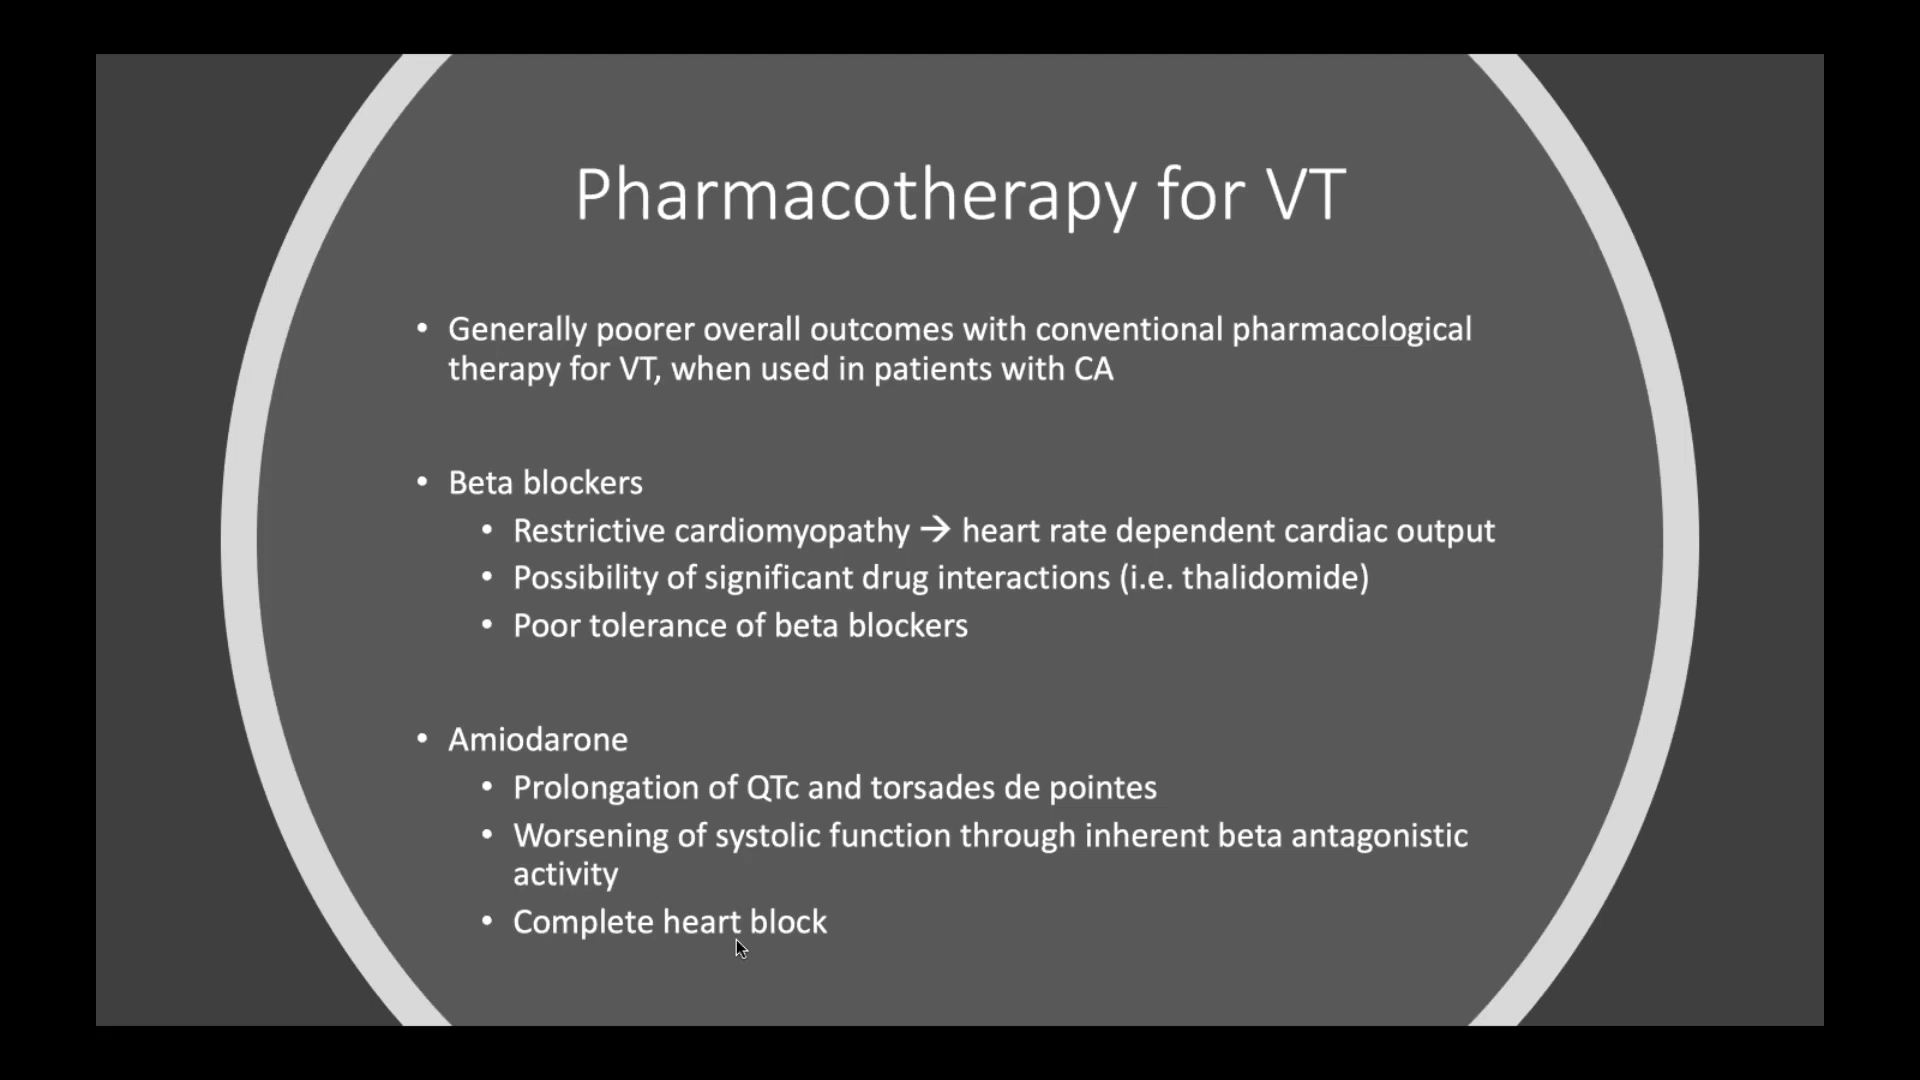 Pharmacotherapy for VT
• Generally poorer overall outcomes with conventional pharmacological
therapy for VT, when used in patients with CA
• Beta blockers
• Restrictive cardiomyopathy → heart rate dependent cardiac output
• Possibility of significant drug interactions (i.e. thalidomide)
• Poor tolerance of beta blockers
• Amiodarone
• Prolongation of QTc and torsades de pointes
• Worsening of systolic function through inherent beta antagonistic
activity
• Complete heart block